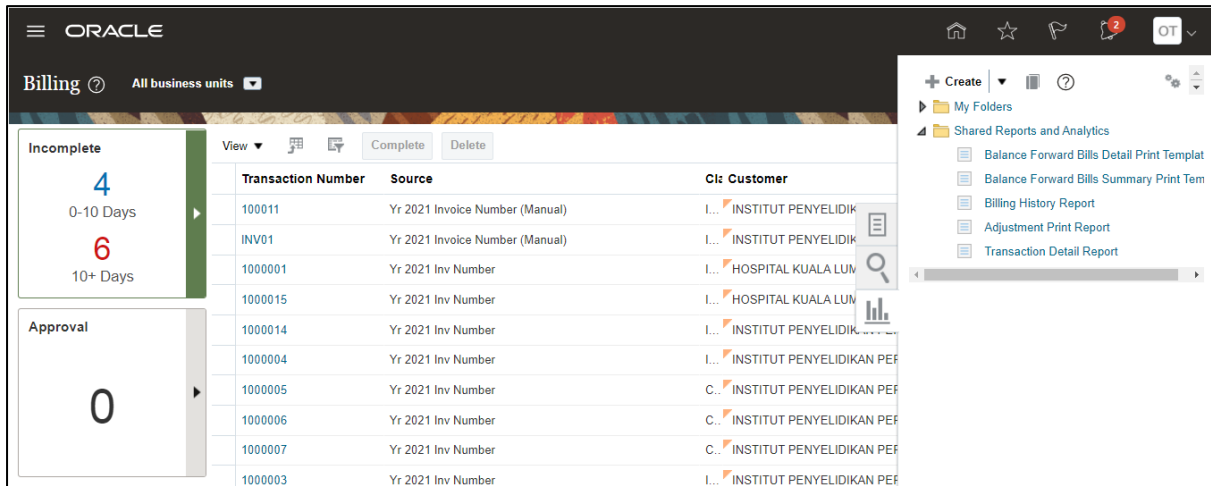 ORACLE
2
OT
Billing
All business units
Create
My Folders
Shared Reports and Analytics
Balance Forward Bills Detail Print Templat
Balance Forward Bills Summary Print Tem
Billing History Report
Adjustment Print Report
Transaction Detail Report
Incomplete
4
0-10 Days
6
10+ Days
Approval
0
View Complete Delete
Transaction Number Source Cla Customer
100011 Yr 2021 Invoice Number (Manual) I... INSTITUT PENYELIDIK
INV01 Yr 2021 Invoice Number (Manual) I... INSTITUT PENYELIDIK
1000001 Yr 2021 Inv Number I... HOSPITAL KUALA LUM
1000015 Yr 2021 Inv Number I... HOSPITAL KUALA LUM
1000014 Yr 2021 Inv Number I... INSTITUT PENYELIDIKAN
1000004 Yr 2021 Inv Number I... INSTITUT PENYELIDIKAN PER
1000005 Yr 2021 Inv Number C.. INSTITUT PENYELIDIKAN PER
1000006 Yr 2021 Inv Number C.. INSTITUT PENYELIDIKAN PER
1000007 Yr 2021 Inv Number C.. INSTITUT PENYELIDIKAN PER
1000003 Yr 2021 Inv Number I... INSTITUT PENYELIDIKAN PER